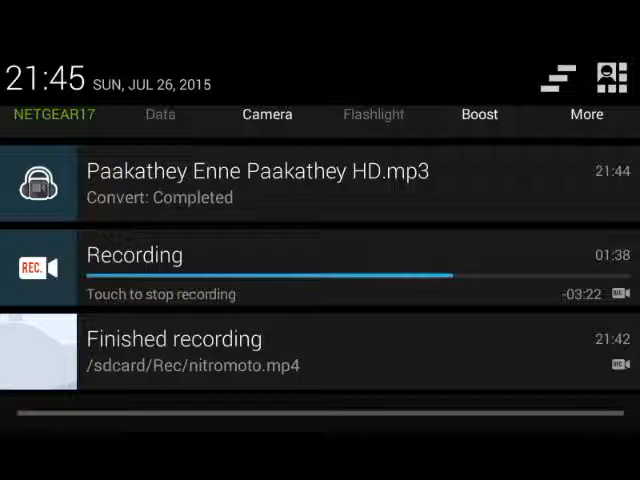 21:45 SUN, JUL 26, 2015
NETGEAR17 Data Camera Flashlight Boost More
Paakathey Enne Paakathey HD.mp3 21:44
Convert: Completed
REC. Recording 01:38
Touch to stop recording -03:22 REC
Finished recording 21:42
/sdcard/Rec/nitromoto.mp4 REC